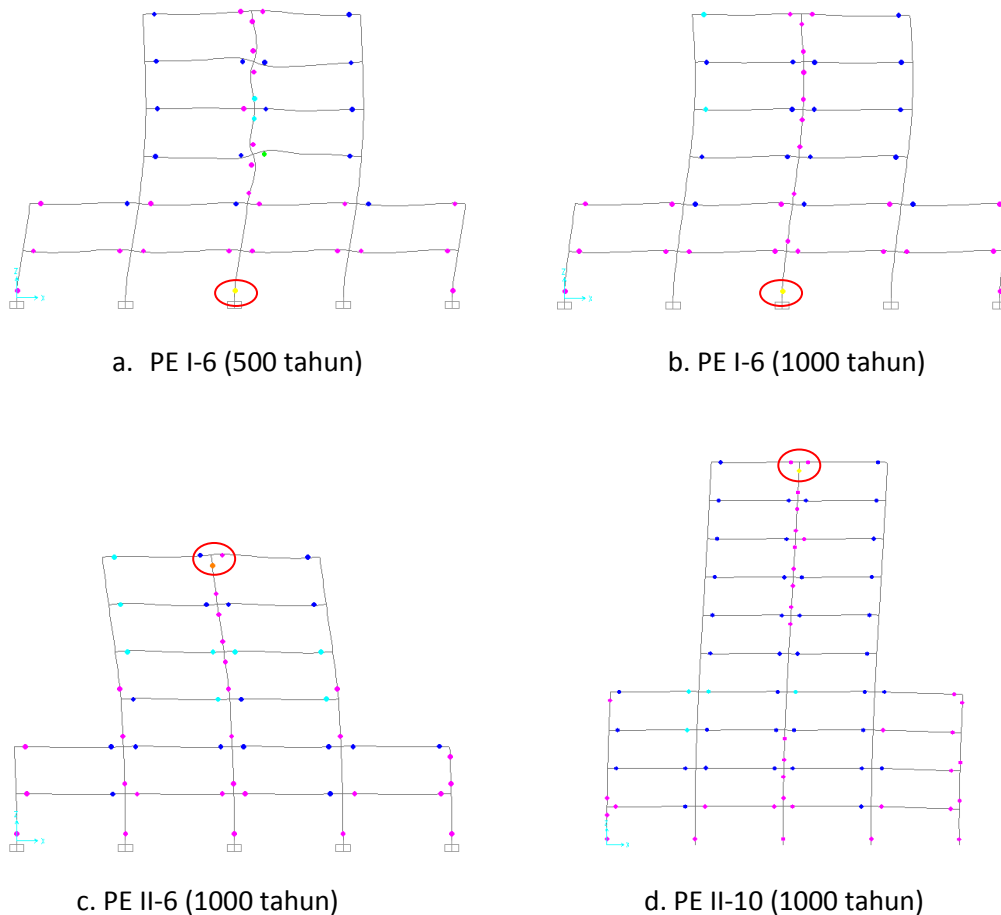 Z
X
Z
X
a. PE I-6 (500 tahun)
b. PE I-6 (1000 tahun)
Z
X
X
c. PE II-6 (1000 tahun)
d. PE II-10 (1000 tahun)